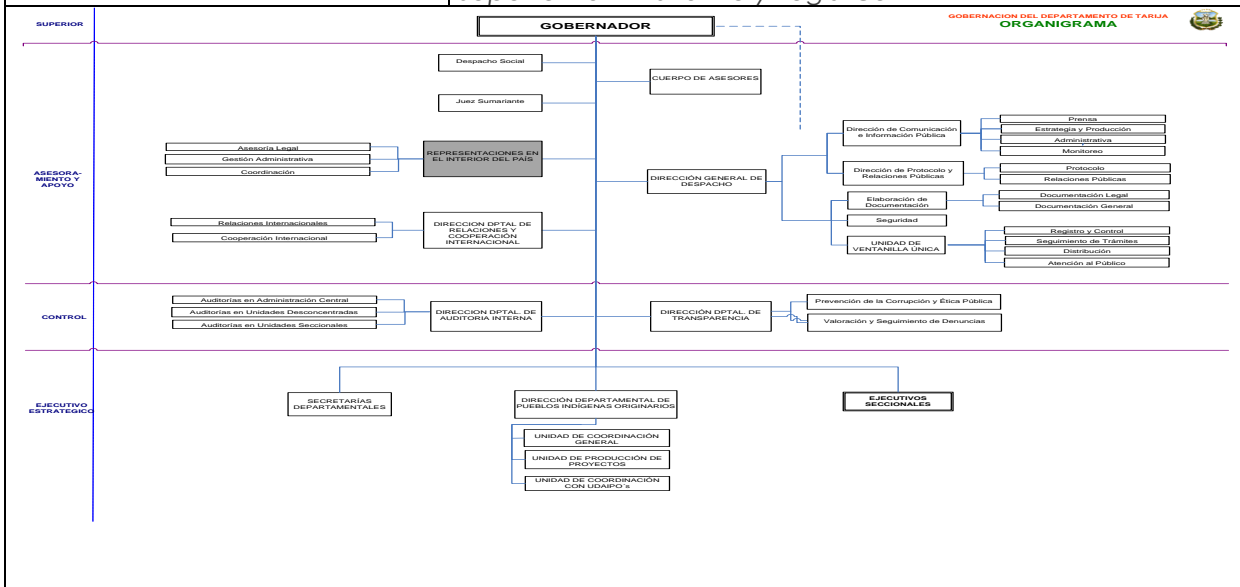 SUPERIOR
GOBERNADOR
GOBERNACION DEL DEPARTAMENTO DE TARIJA
ORGANIGRAMA
Despacho Social
CUERPO DE ASESORES
Juez Sumariante
Dirección de Comunicación
e Información Pública
Prensa
Estrategia y Producción
Administrativa
Monitoreo
ASESORA-
MIENTO Y
APOYO
Asesoría Legal
Gestión Administrativa
Coordinación
REPRESENTACIONES EN
EL INTERIOR DEL PAÍS
DIRECCIÓN GENERAL DE
DESPACHO
Dirección de Protocolo y
Relaciones Públicas
Protocolo
Relaciones Públicas
Elaboración de
Documentación
Documentación Legal
Documentación General
Seguridad
Relaciones Internacionales
Cooperación Internacional
DIRECCION DPTAL DE
RELACIONES Y
COOPERACIÓN
INTERNACIONAL
UNIDAD DE
VENTANILLA ÚNICA
Registro y Control
Seguimiento de Trámites
Distribución
Atención al Público
CONTROL
Auditorías en Administración Central
Auditorías en Unidades Desconcentradas
Auditorías en Unidades Seccionales
DIRECCION DPTAL. DE
AUDITORIA INTERNA
DIRECCIÓN DPTAL. DE
TRANSPARENCIA
Prevención de la Corrupción y Ética Pública
Valoración y Seguimiento de Denuncias
EJECUTIVO
ESTRATEGICO
SECRETARÍAS
DEPARTAMENTALES
DIRECCIÓN DEPARTAMENTAL DE
PUEBLOS INDÍGENAS ORIGINARIOS
EJECUTIVOS
SECCIONALES
UNIDAD DE COORDINACIÓN
GENERAL
UNIDAD DE PRODUCCIÓN DE
PROYECTOS
UNIDAD DE COORDINACIÓN
CON UDAIPO´s